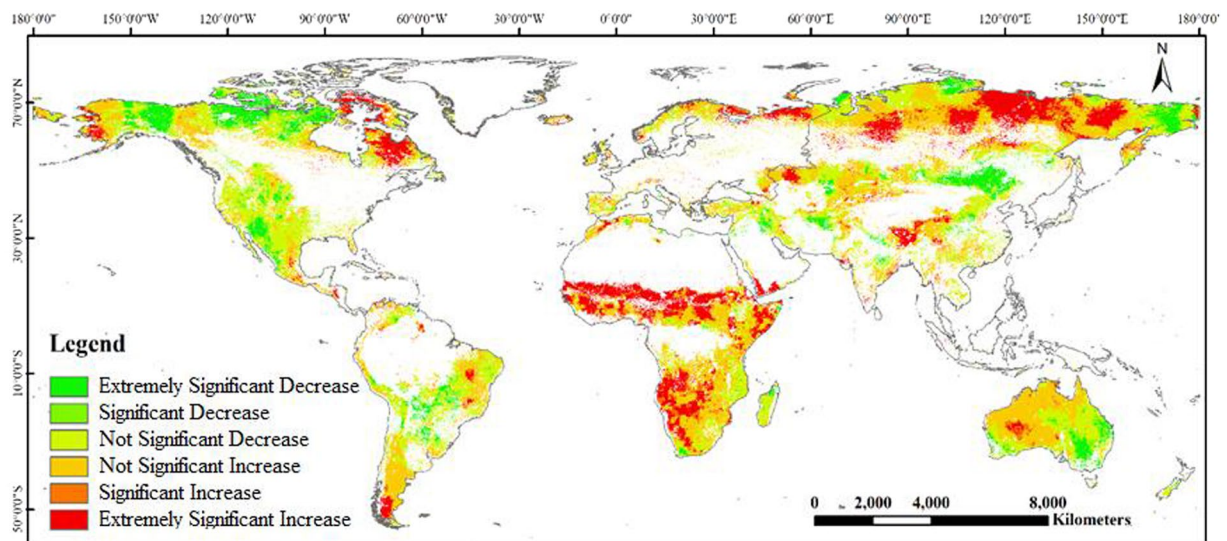 180°0'0" 150°0'0"W 120°0'0"W 90°0'0"W 60°0'0"W 30°0'0"W 0°0'0" 30°0'0"E 60°0'0"E 90°0'0"E 120°0'0"E 150°0'0"E 180°0'0"
N
70°0'0"N
30°0'0"N
10°0'0"S
50°0'0"S
Legend
Extremely Significant Decrease
Significant Decrease
Not Significant Decrease
Not Significant Increase
Significant Increase
Extremely Significant Increase
0 2,000 4,000 8,000
Kilometers